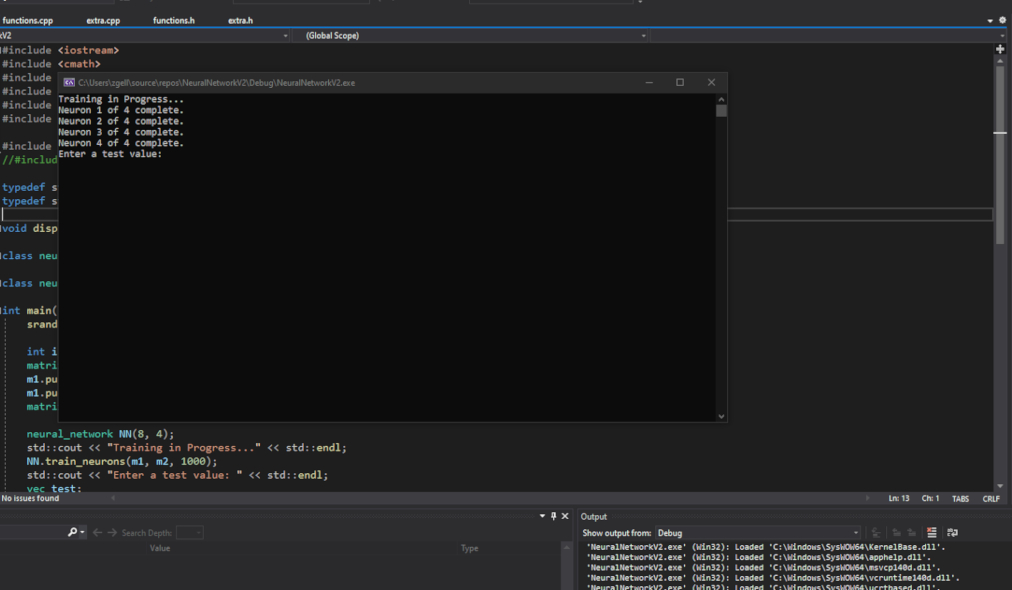 functions.cpp extra.cpp functions.h extra.h
V2 (Global Scope)
#include <iostream>
#include <cmath>
#include
#include
#include
#include
#include
//#includ
typedef s
typedef s
void disp
class neu
class neu
int main(
srand
int i
matri
m1.pu
m1.pu
matri
neural_network NN(8, 4);
std::cout << "Training in Progress..." << std::endl;
NN.train_neurons(m1, m2, 1000);
std::cout << "Enter a test value: " << std::endl;
vec test;
C:\Users\zgell\source\repos\NeuralNetworkV2\Debug\NeuralNetworkV2.exe
Training in Progress...
Neuron 1 of 4 complete.
Neuron 2 of 4 complete.
Neuron 3 of 4 complete.
Neuron 4 of 4 complete.
Enter a test value:
No issues found Ln: 13 Ch: 1 TABS CRLF
Search Depth:
Value Type
Output
Show output from: Debug
'NeuralNetworkV2.exe' (Win32): Loaded 'C:\Windows\SysWOW64\KernelBase.dll'.
'NeuralNetworkV2.exe' (Win32): Loaded 'C:\Windows\SysWOW64\apphelp.dll'.
'NeuralNetworkV2.exe' (Win32): Loaded 'C:\Windows\SysWOW64\msvcp140d.dll'.
'NeuralNetworkV2.exe' (Win32): Loaded 'C:\Windows\SysWOW64\vcruntime140d.dll'.
'NeuralNetworkV2.exe' (Win32): Loaded 'C:\Windows\SysWOW64\ucrtbased.dll'.